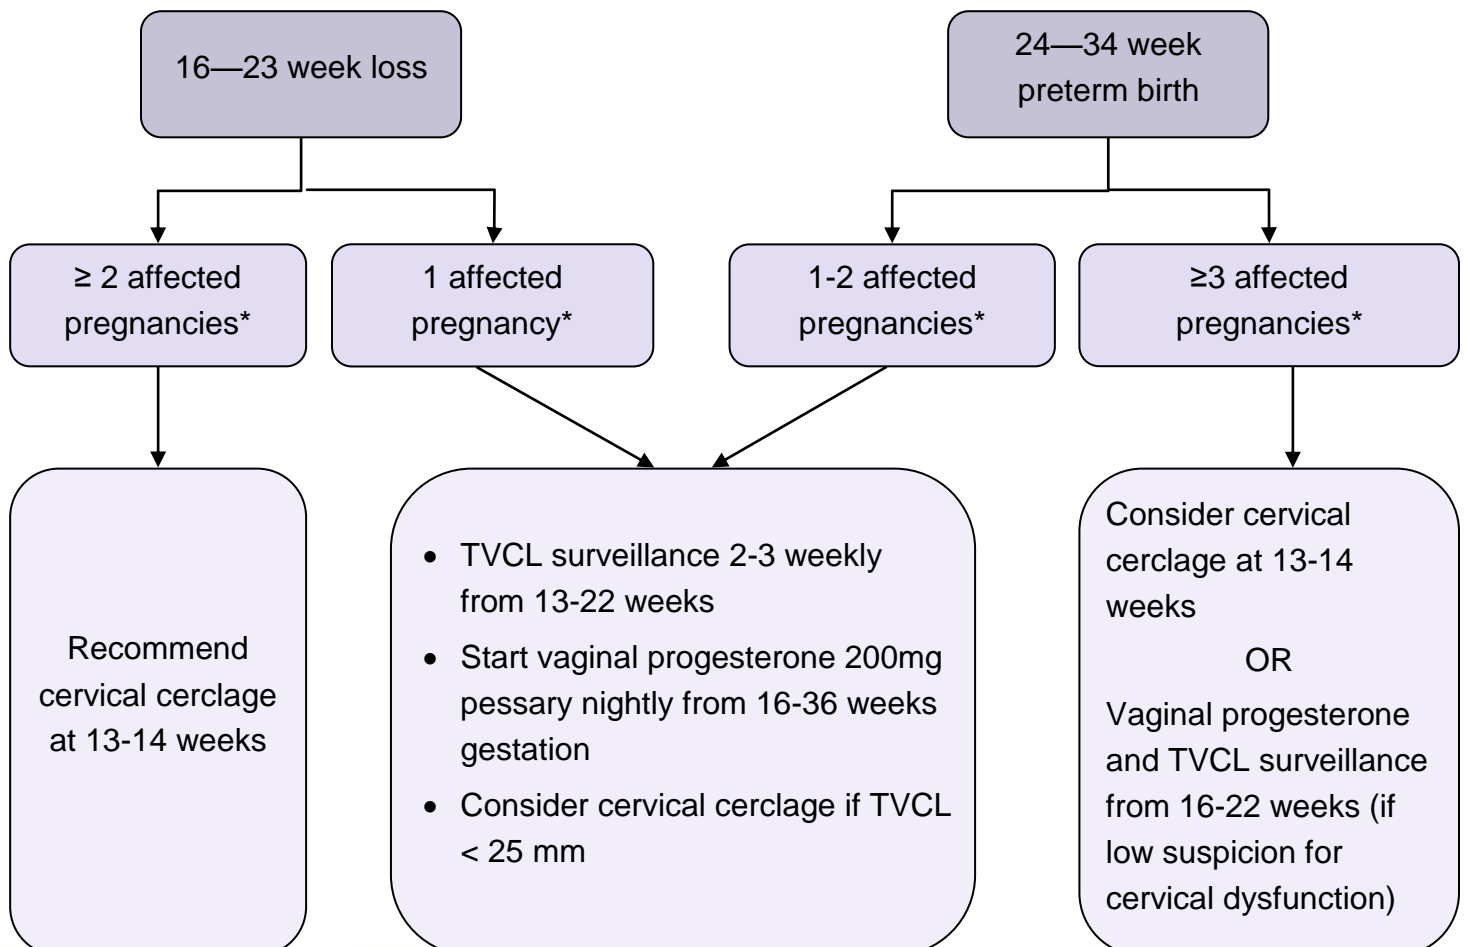 16—23 week loss
24—34 week
preterm birth
≥ 2 affected
pregnancies*
1 affected
pregnancy*
1-2 affected
pregnancies*
≥3 affected
pregnancies*
Recommend
cervical cerclage
at 13-14 weeks
• TVCL surveillance 2-3 weekly
from 13-22 weeks
• Start vaginal progesterone 200mg
pessary nightly from 16-36 weeks
gestation
• Consider cervical cerclage if TVCL
< 25 mm
Consider cervical
cerclage at 13-14
weeks
OR
Vaginal progesterone
and TVCL surveillance
from 16-22 weeks (if
low suspicion for
cervical dysfunction)